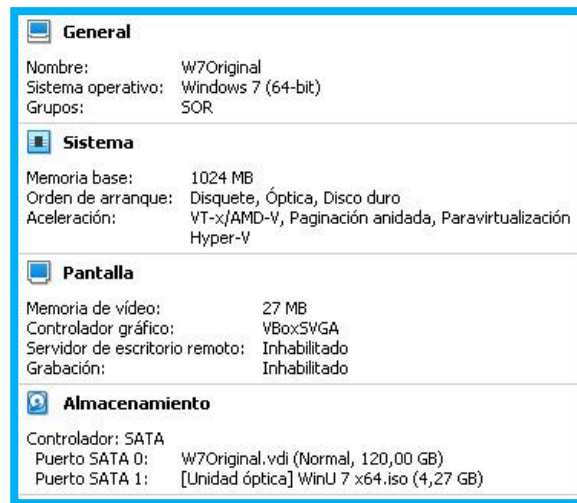 General
Nombre: W7Original
Sistema operativo: Windows 7 (64-bit)
Grupos: SOR
Sistema
Memoria base: 1024 MB
Orden de arranque: Disquete, Óptica, Disco duro
Aceleración: VT-x/AMD-V, Paginación anidada, Paravirtualización
Hyper-V
Pantalla
Memoria de vídeo: 27 MB
Controlador gráfico: VBoxSVGA
Servidor de escritorio remoto: Inhabilitado
Grabación: Inhabilitado
Almacenamiento
Controlador: SATA
Puerto SATA 0: W7Original.vdi (Normal, 120,00 GB)
Puerto SATA 1: [Unidad óptica] WinU 7 x64.iso (4,27 GB)